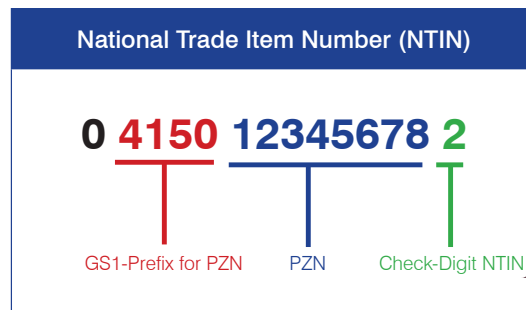 National Trade Item Number (NTIN)
0 4150 12345678 2
GS1-Prefix for PZN PZN Check-Digit NTIN